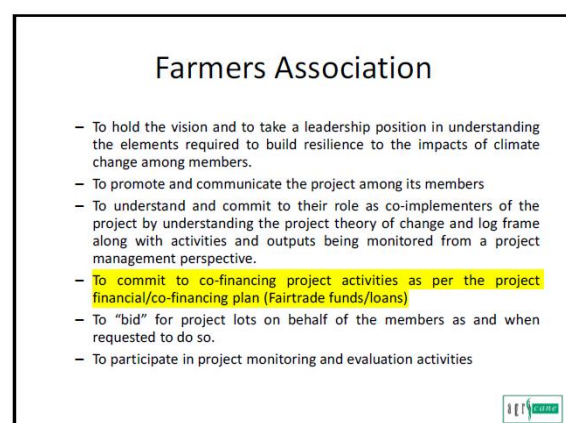 Farmers Association
– To hold the vision and to take a leadership position in understanding
the elements required to build resilience to the impacts of climate
change among members.
– To promote and communicate the project among its members
– To understand and commit to their role as co-implementers of the
project by understanding the project theory of change and log frame
along with activities and outputs being monitored from a project
management perspective.
– To commit to co-financing project activities as per the project
financial/co-financing plan (Fairtrade funds/loans)
– To “bid” for project lots on behalf of the members as and when
requested to do so.
– To participate in project monitoring and evaluation activities
agricane